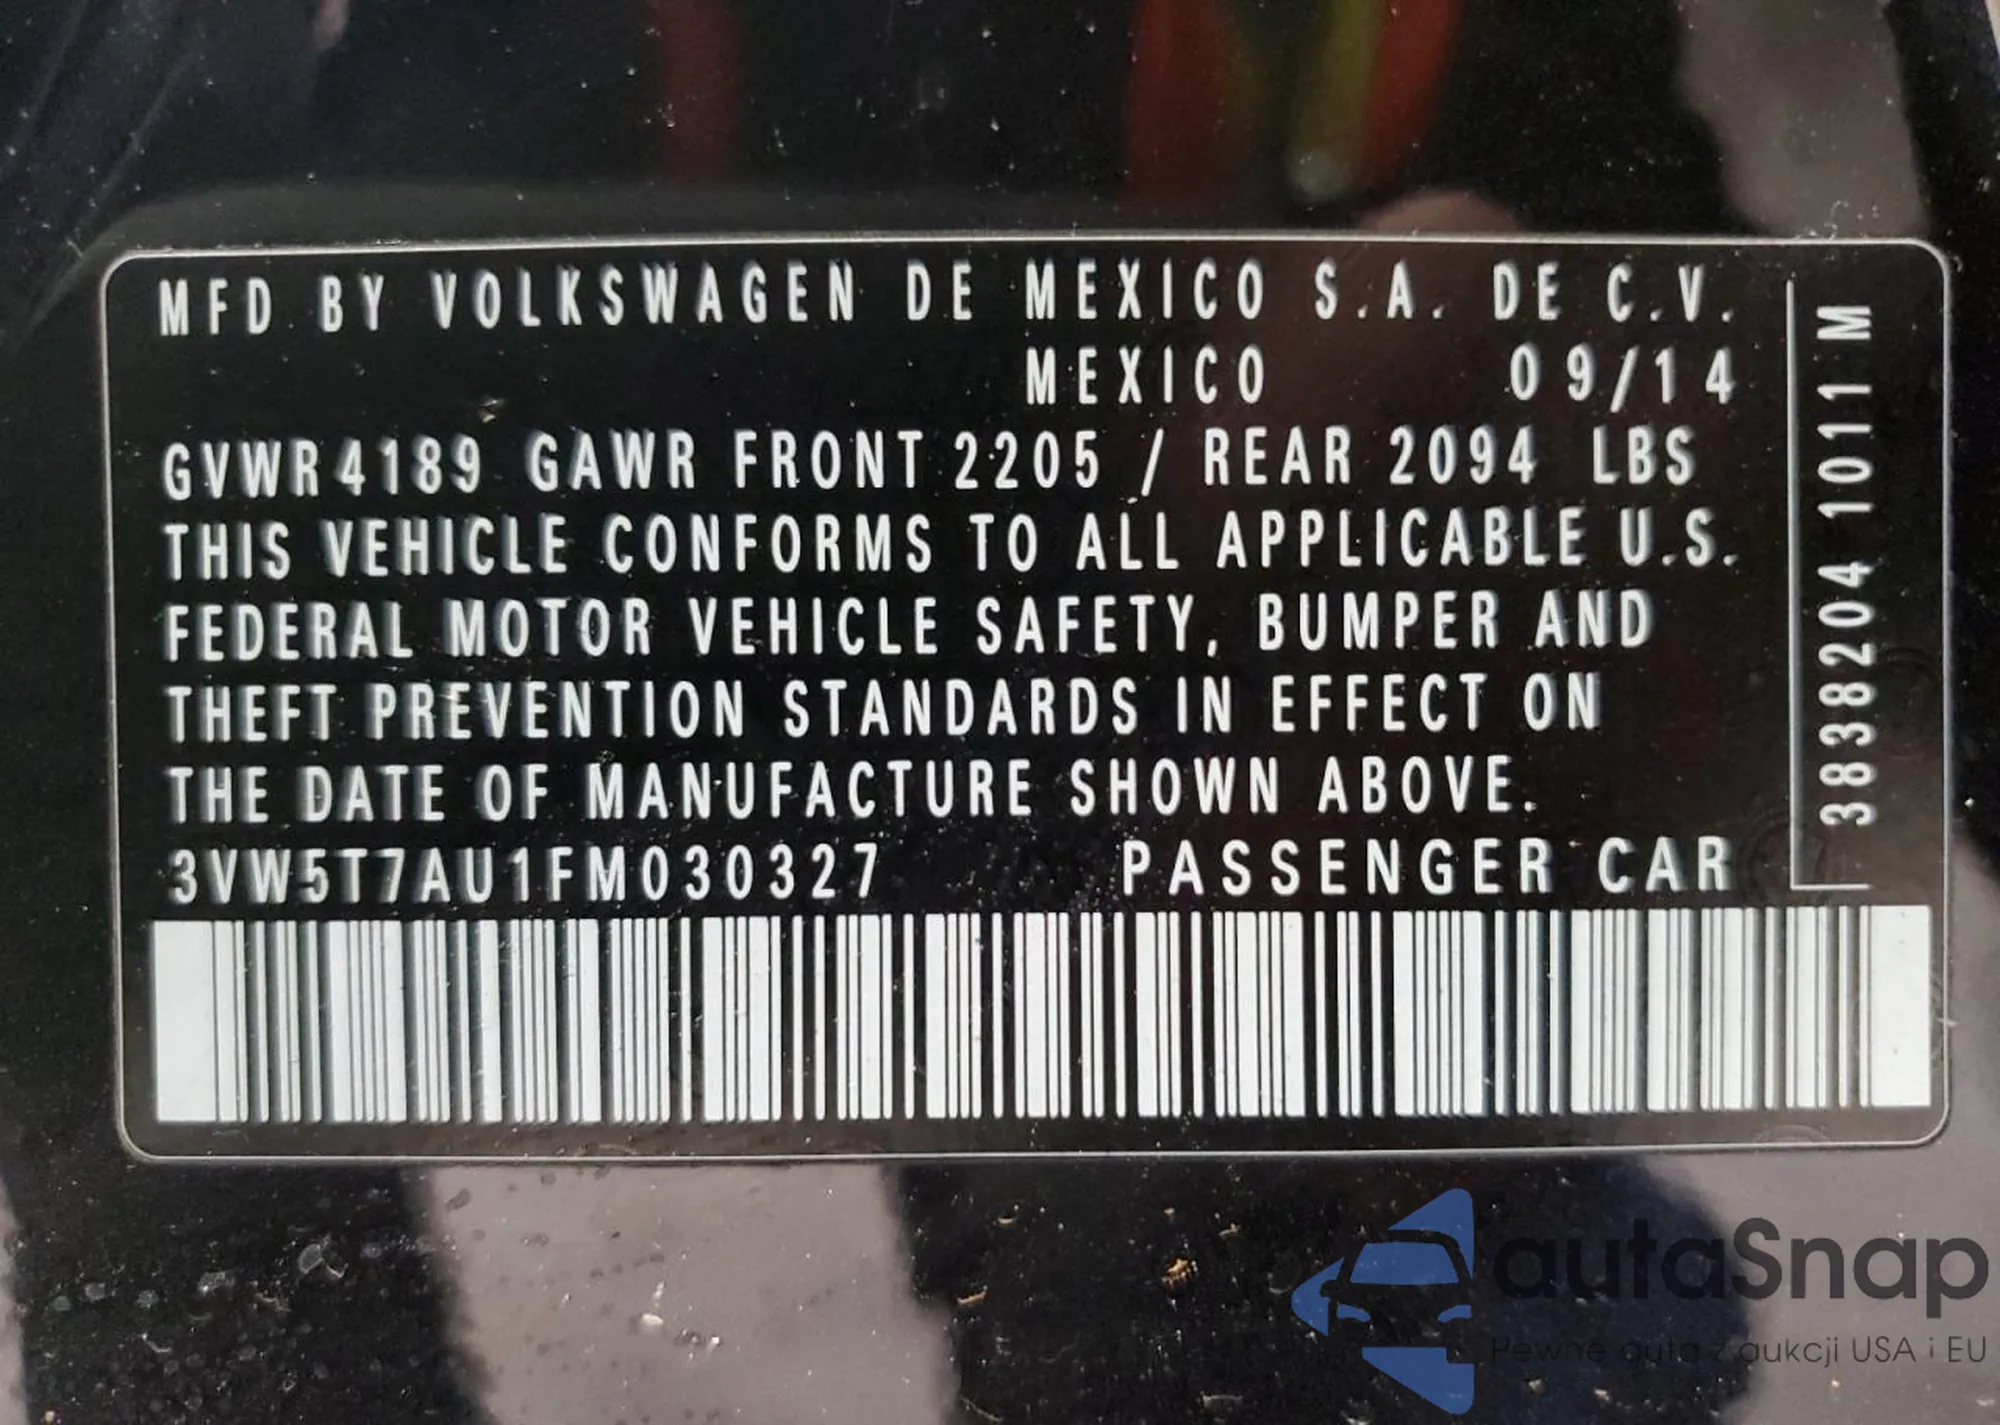 MFD BY VOLKSWAGEN DE MEXICO S.A. DE C.V.
MEXICO 09/14
GVWR 4189 GAWR FRONT 2205 / REAR 2094 LBS
THIS VEHICLE CONFORMS TO ALL APPLICABLE U.S.
FEDERAL MOTOR VEHICLE SAFETY, BUMPER AND
THEFT PREVENTION STANDARDS IN EFFECT ON
THE DATE OF MANUFACTURE SHOWN ABOVE.
3VW5T7AU1FM030327 PASSENGER CAR
3838204 1011 M
autaSnap
Pewne auta z aukcji USA i EU